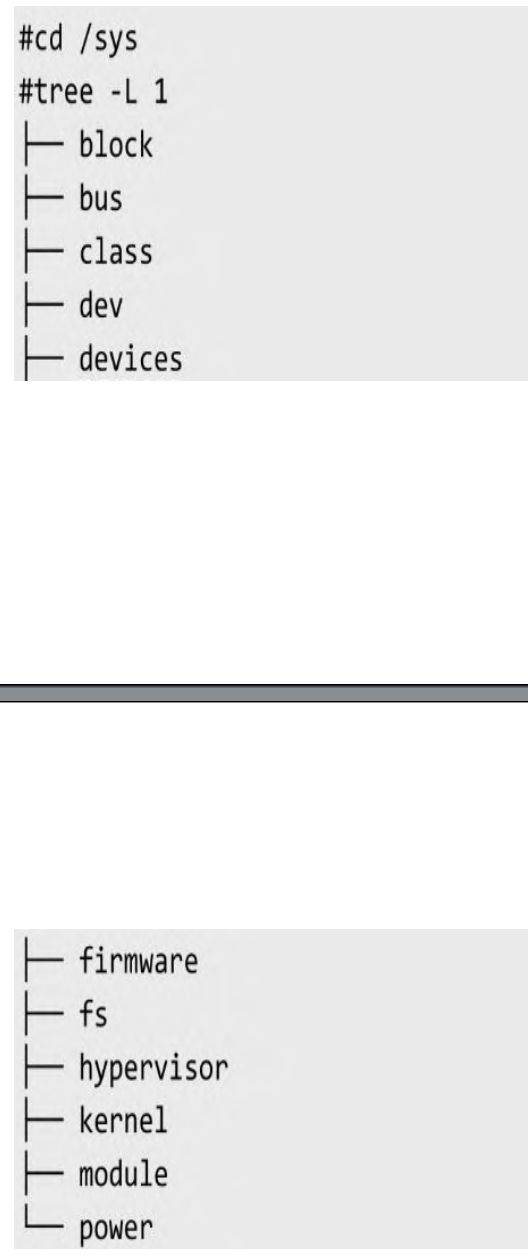 #cd /sys
#tree -L 1
├── block
├── bus
├── class
├── dev
├── devices
├── firmware
├── fs
├── hypervisor
├── kernel
├── module
└── power